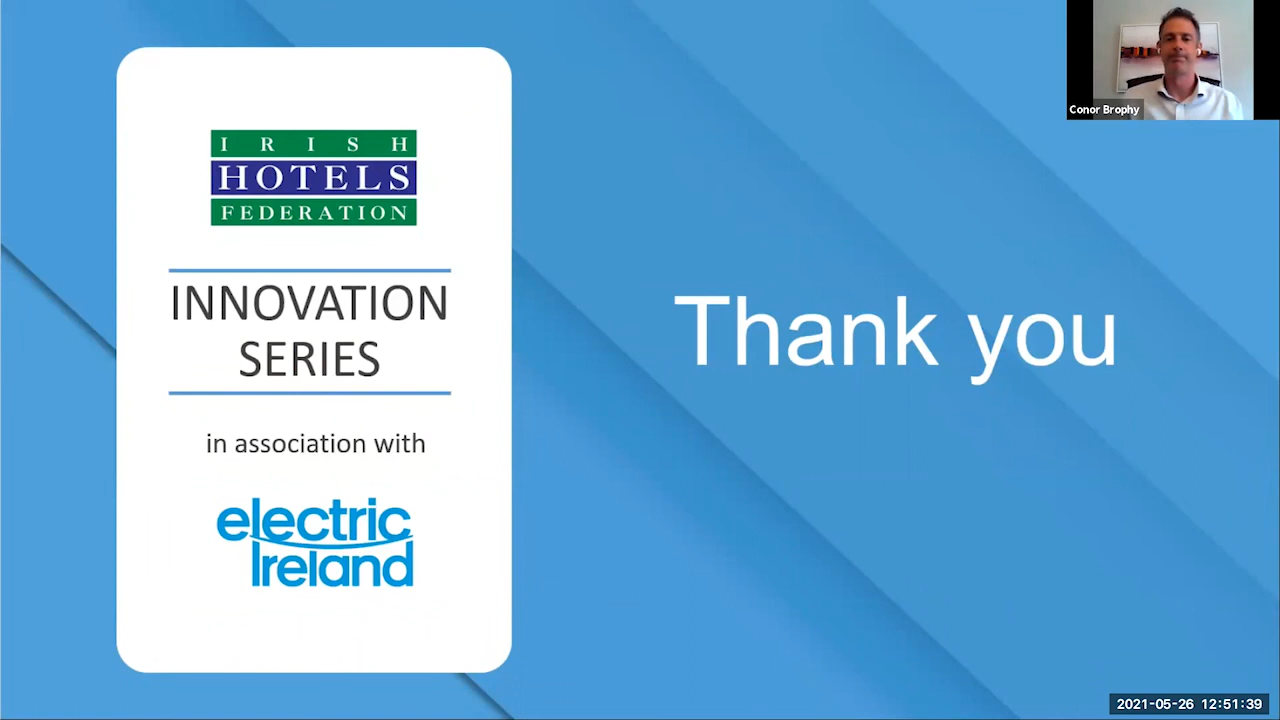 IRISH
HOTELS
FEDERATION
INNOVATION
SERIES
in association with
electric
Ireland
Thank you
Conor Brophy
2021-05-26 12:51:39